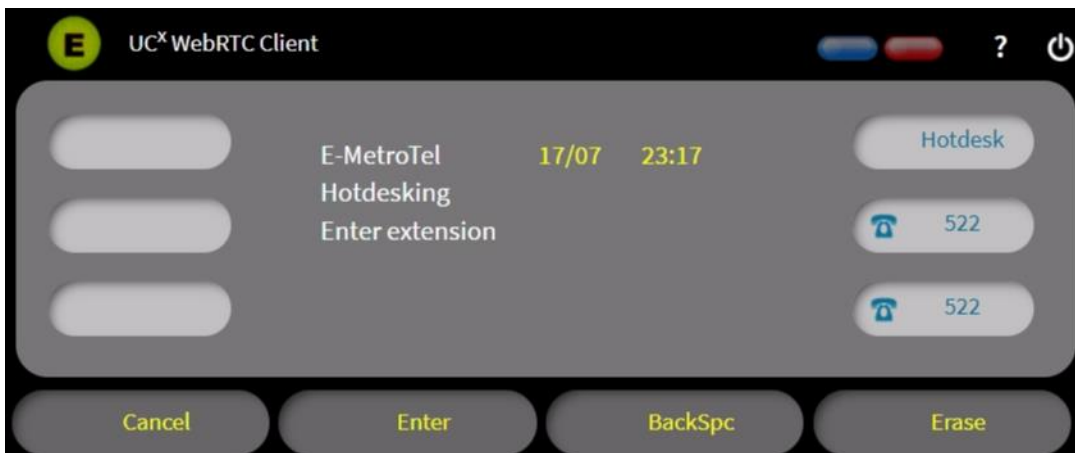 E
UCX WebRTC Client
?
E-MetroTel 17/07 23:17
Hotdesking
Enter extension
Hotdesk
522
522
Cancel Enter BackSpc Erase